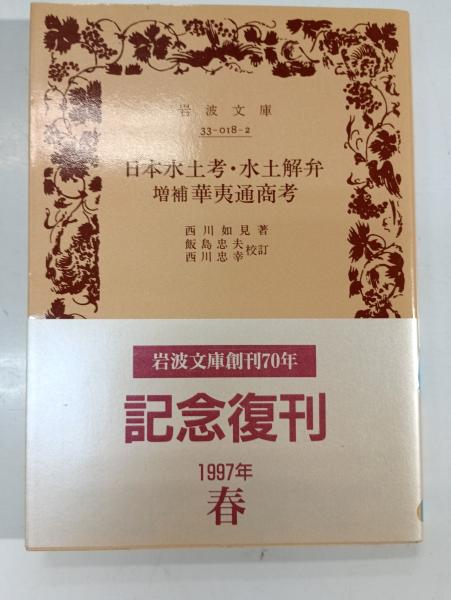 岩波文庫
33-018-2
日本水土考・水土解弁
増補華夷通商考
西川如見著
飯島忠夫
西川忠幸校訂
岩波文庫創刊70年
記念復刊
1997年
春